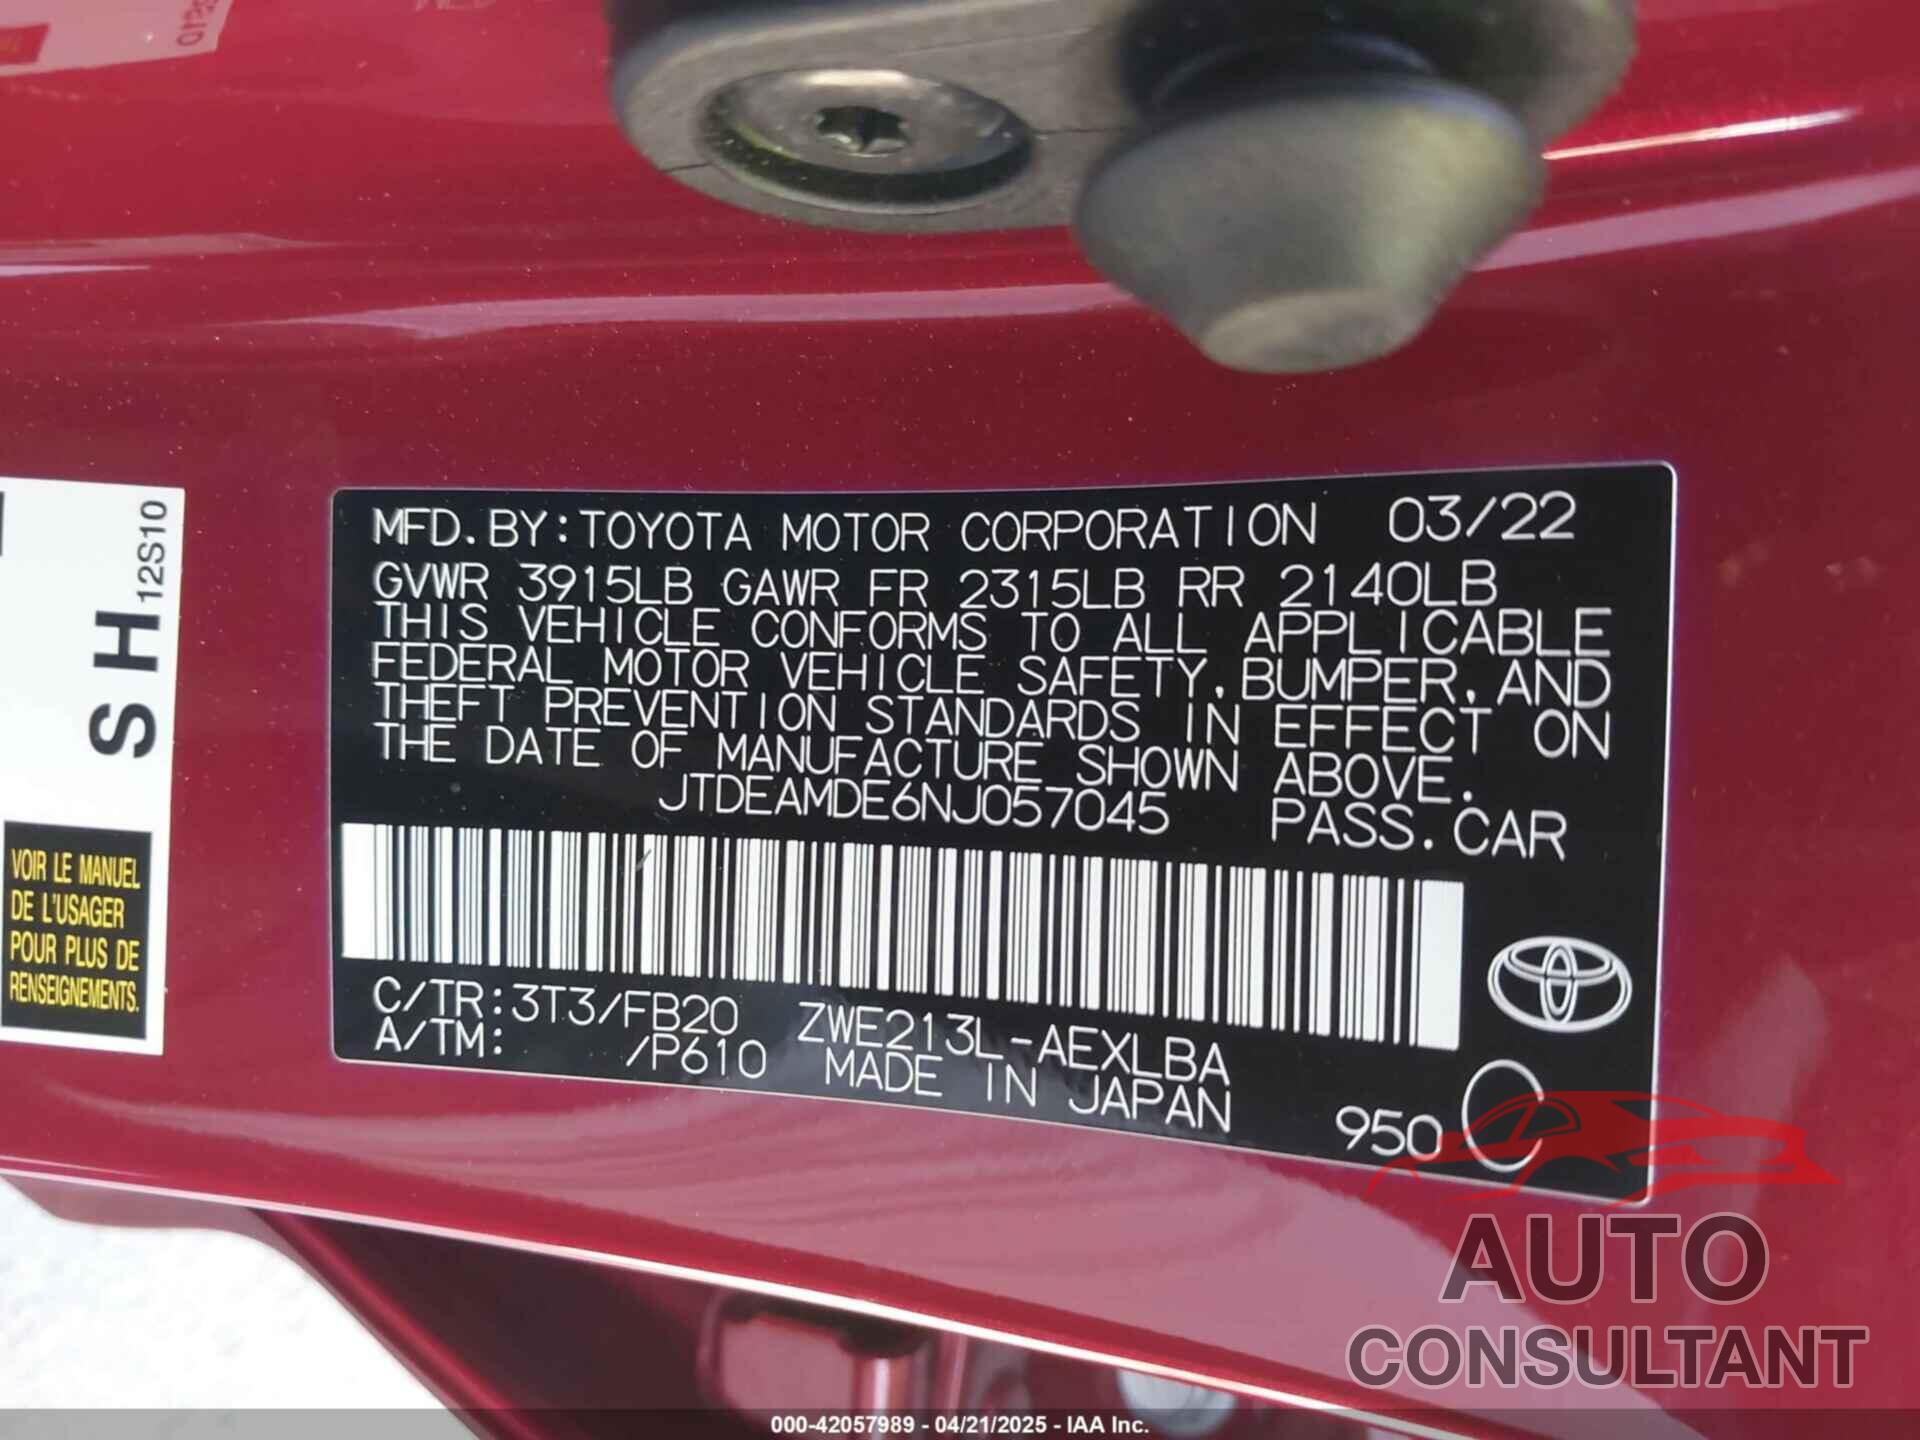 MFD.BY:TOYOTA MOTOR CORPORATION 03/22
GVWR 3915LB GAWR FR 2315LB RR 2140LB
THIS VEHICLE CONFORMS TO ALL APPLICABLE
FEDERAL MOTOR VEHICLE SAFETY,BUMPER,AND
THEFT PREVENTION STANDARDS IN EFFECT ON
THE DATE OF MANUFACTURE SHOWN ABOVE.
JTDEAMDE6NJ057045 PASS.CAR
C/TR:3T3/FB20 ZWE213L-AEXLBA
A/TM: /P610 MADE IN JAPAN
950
SH
12S10
VOIR LE MANUEL
DE L'USAGER
POUR PLUS DE
RENSEIGNEMENTS.
AUTO
CONSULTANT
000-42057989 - 04/21/2025 - IAA Inc.